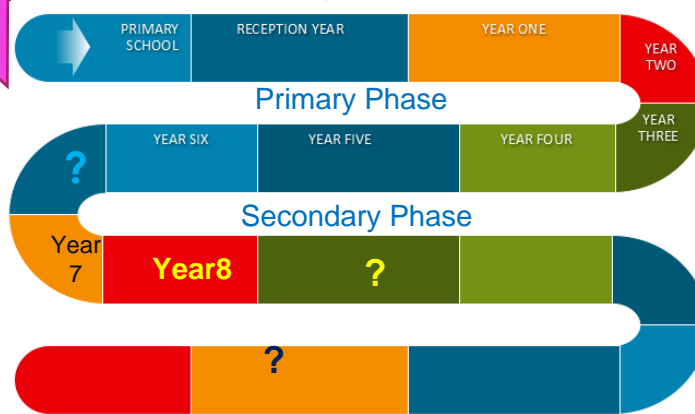 PRIMARY
SCHOOL
RECEPTION YEAR
YEAR ONE
YEAR
TWO
Primary Phase
YEAR
THREE
YEAR FOUR
YEAR FIVE
YEAR SIX
?
Secondary Phase
Year
7
Year8
?
?